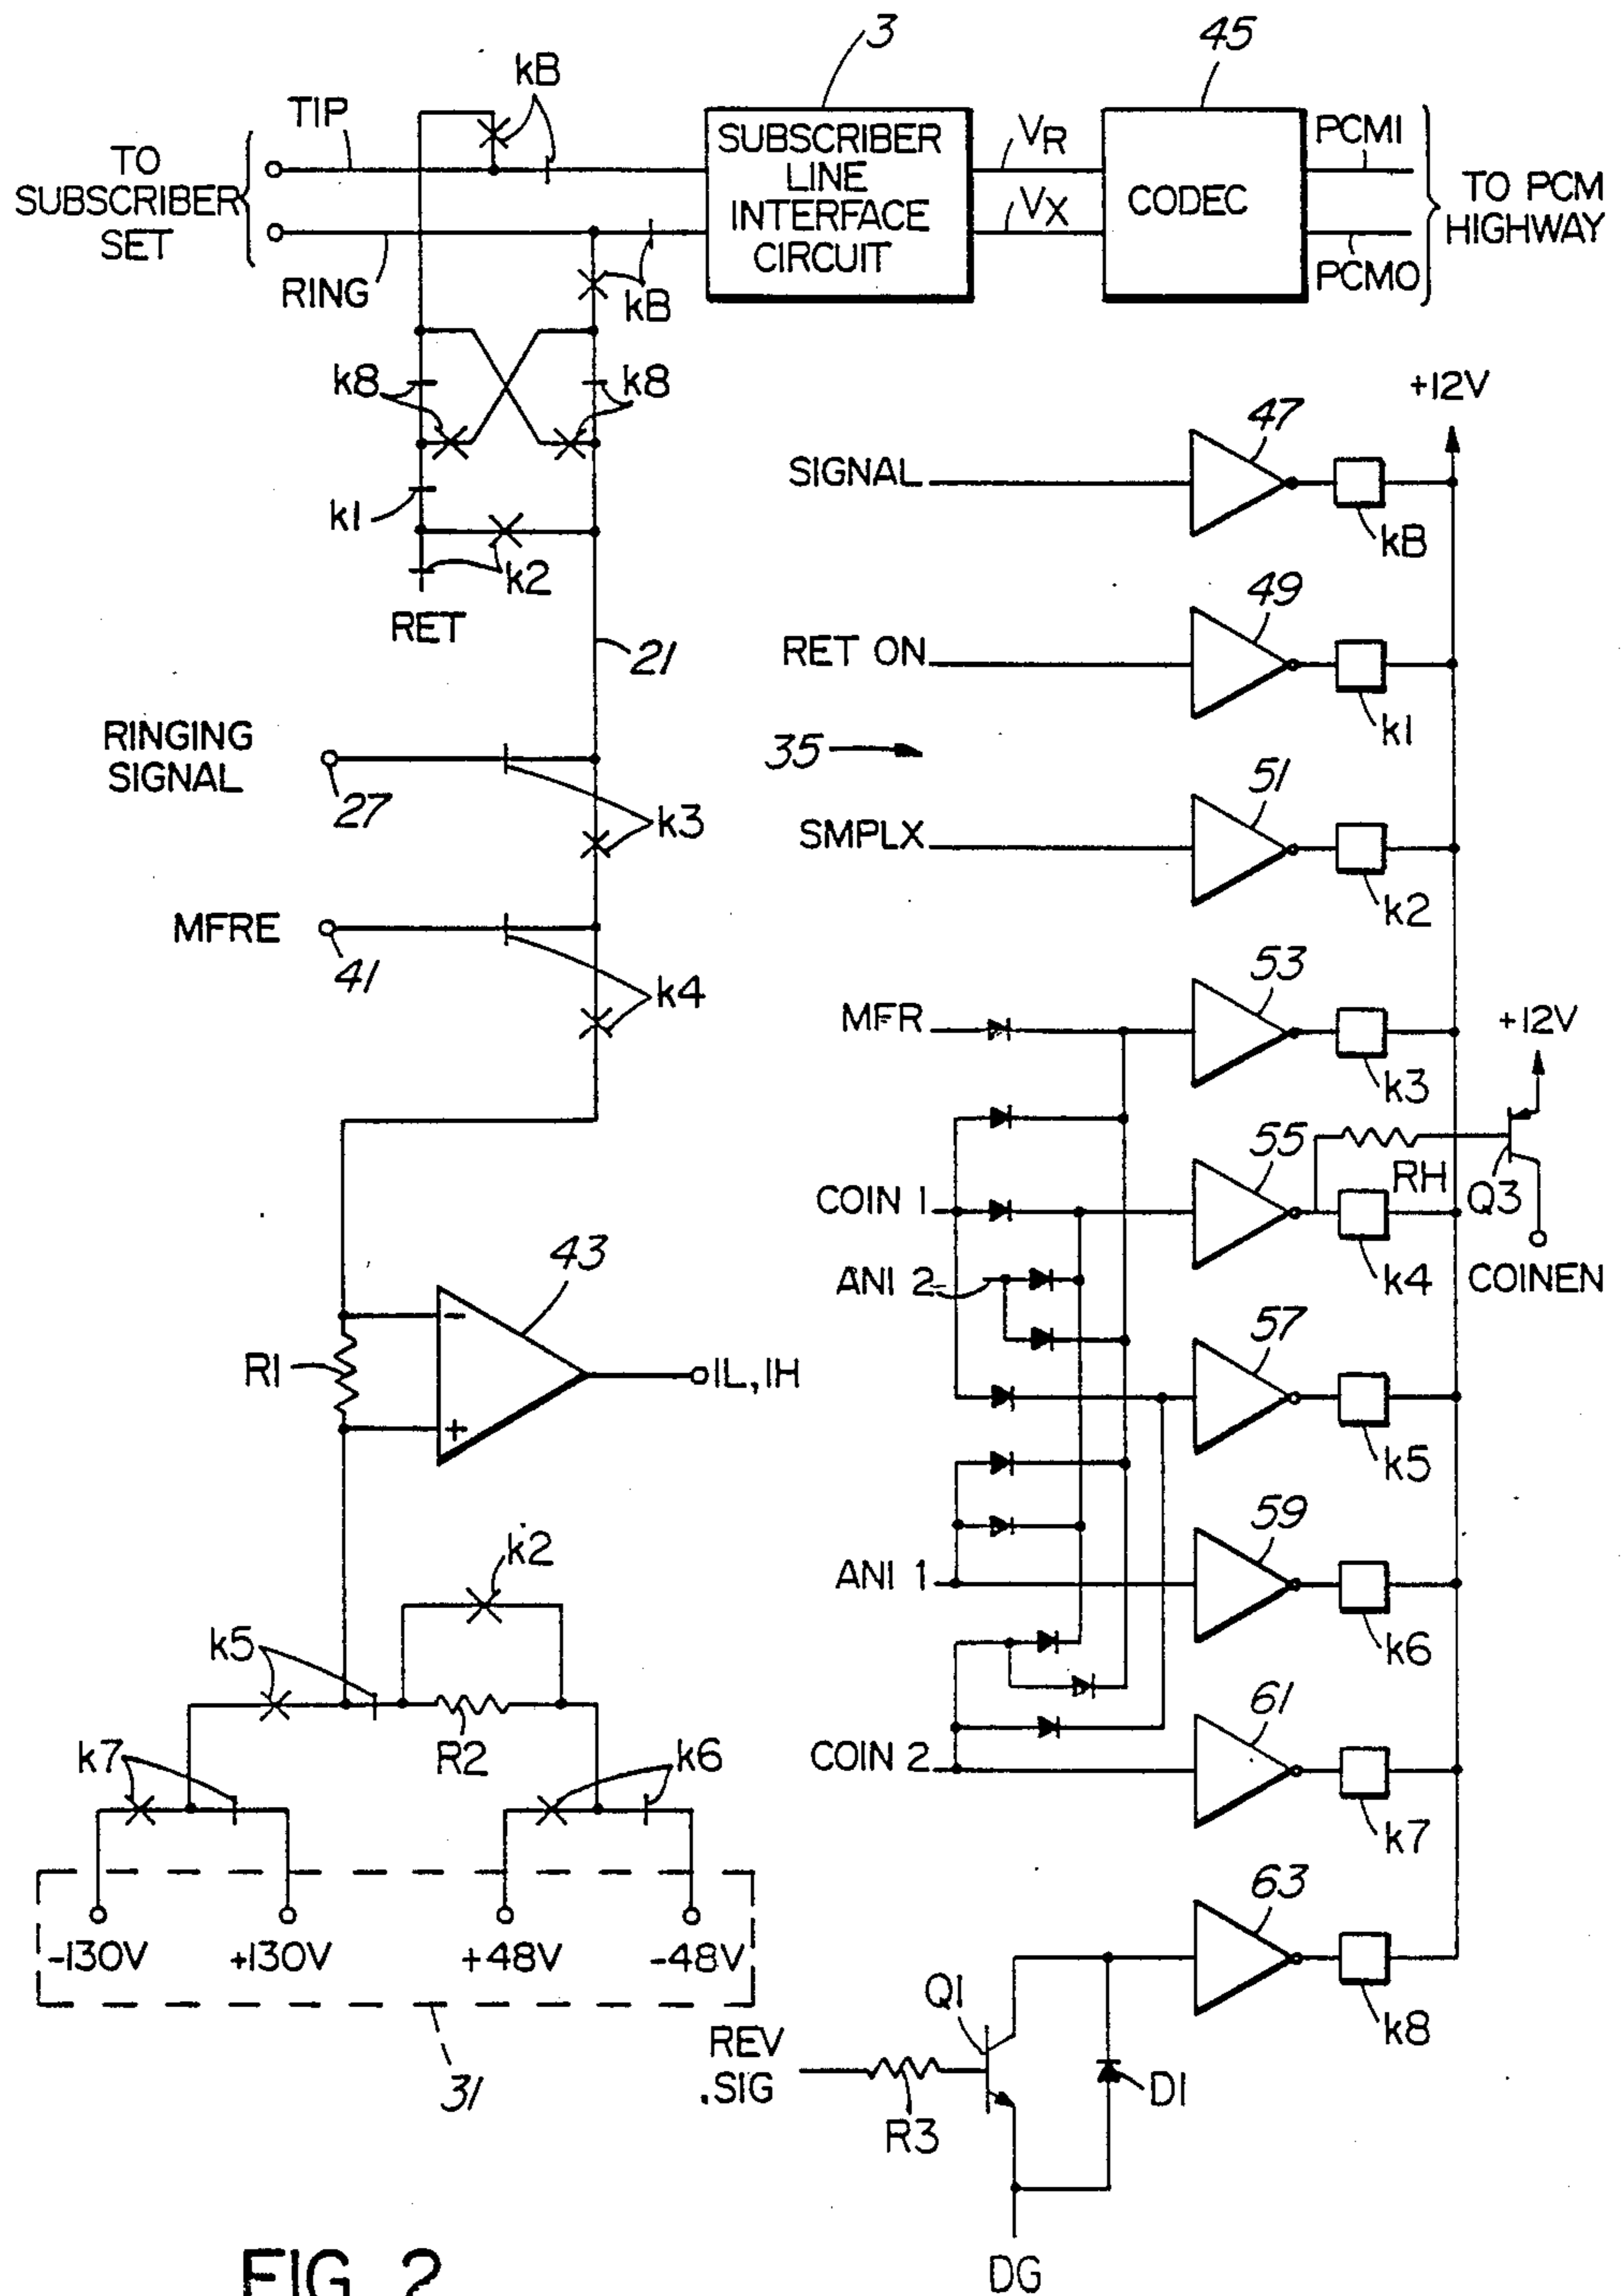 3
45
kB
TIP
TO
SUBSCRIBER
SET
RING
SUBSCRIBER
LINE
INTERFACE
CIRCUIT
VR
VX
CODEC
PCMI
PCMO
TO PCM
HIGHWAY
kB
k8
k8
k1
k2
RET
21
RINGING
SIGNAL
27
k3
MFRE
41
k4
43
R1
-
+
IL, IH
k2
k5
R2
k7
k6
-130V
+130V
+48V
-48V
31
+12V
SIGNAL
47
kB
RET ON
49
k1
35
SMPLX
51
k2
MFR
53
k3
+12V
COIN 1
55
RH
Q3
k4
COINEN
ANI 2
57
k5
ANI 1
59
k6
COIN 2
61
k7
63
k8
REV
.SIG
R3
Q1
D1
DG
FIG. 2